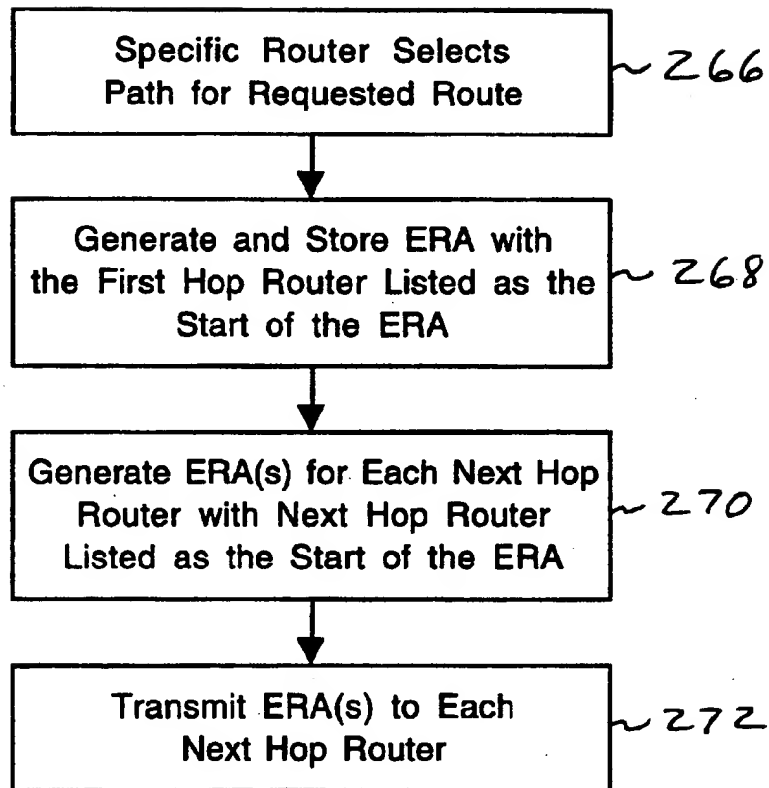 Specific Router Selects
Path for Requested Route
266
Generate and Store ERA with
the First Hop Router Listed as the
Start of the ERA
268
Generate ERA(s) for Each Next Hop
Router with Next Hop Router
Listed as the Start of the ERA
270
Transmit ERA(s) to Each
Next Hop Router
272